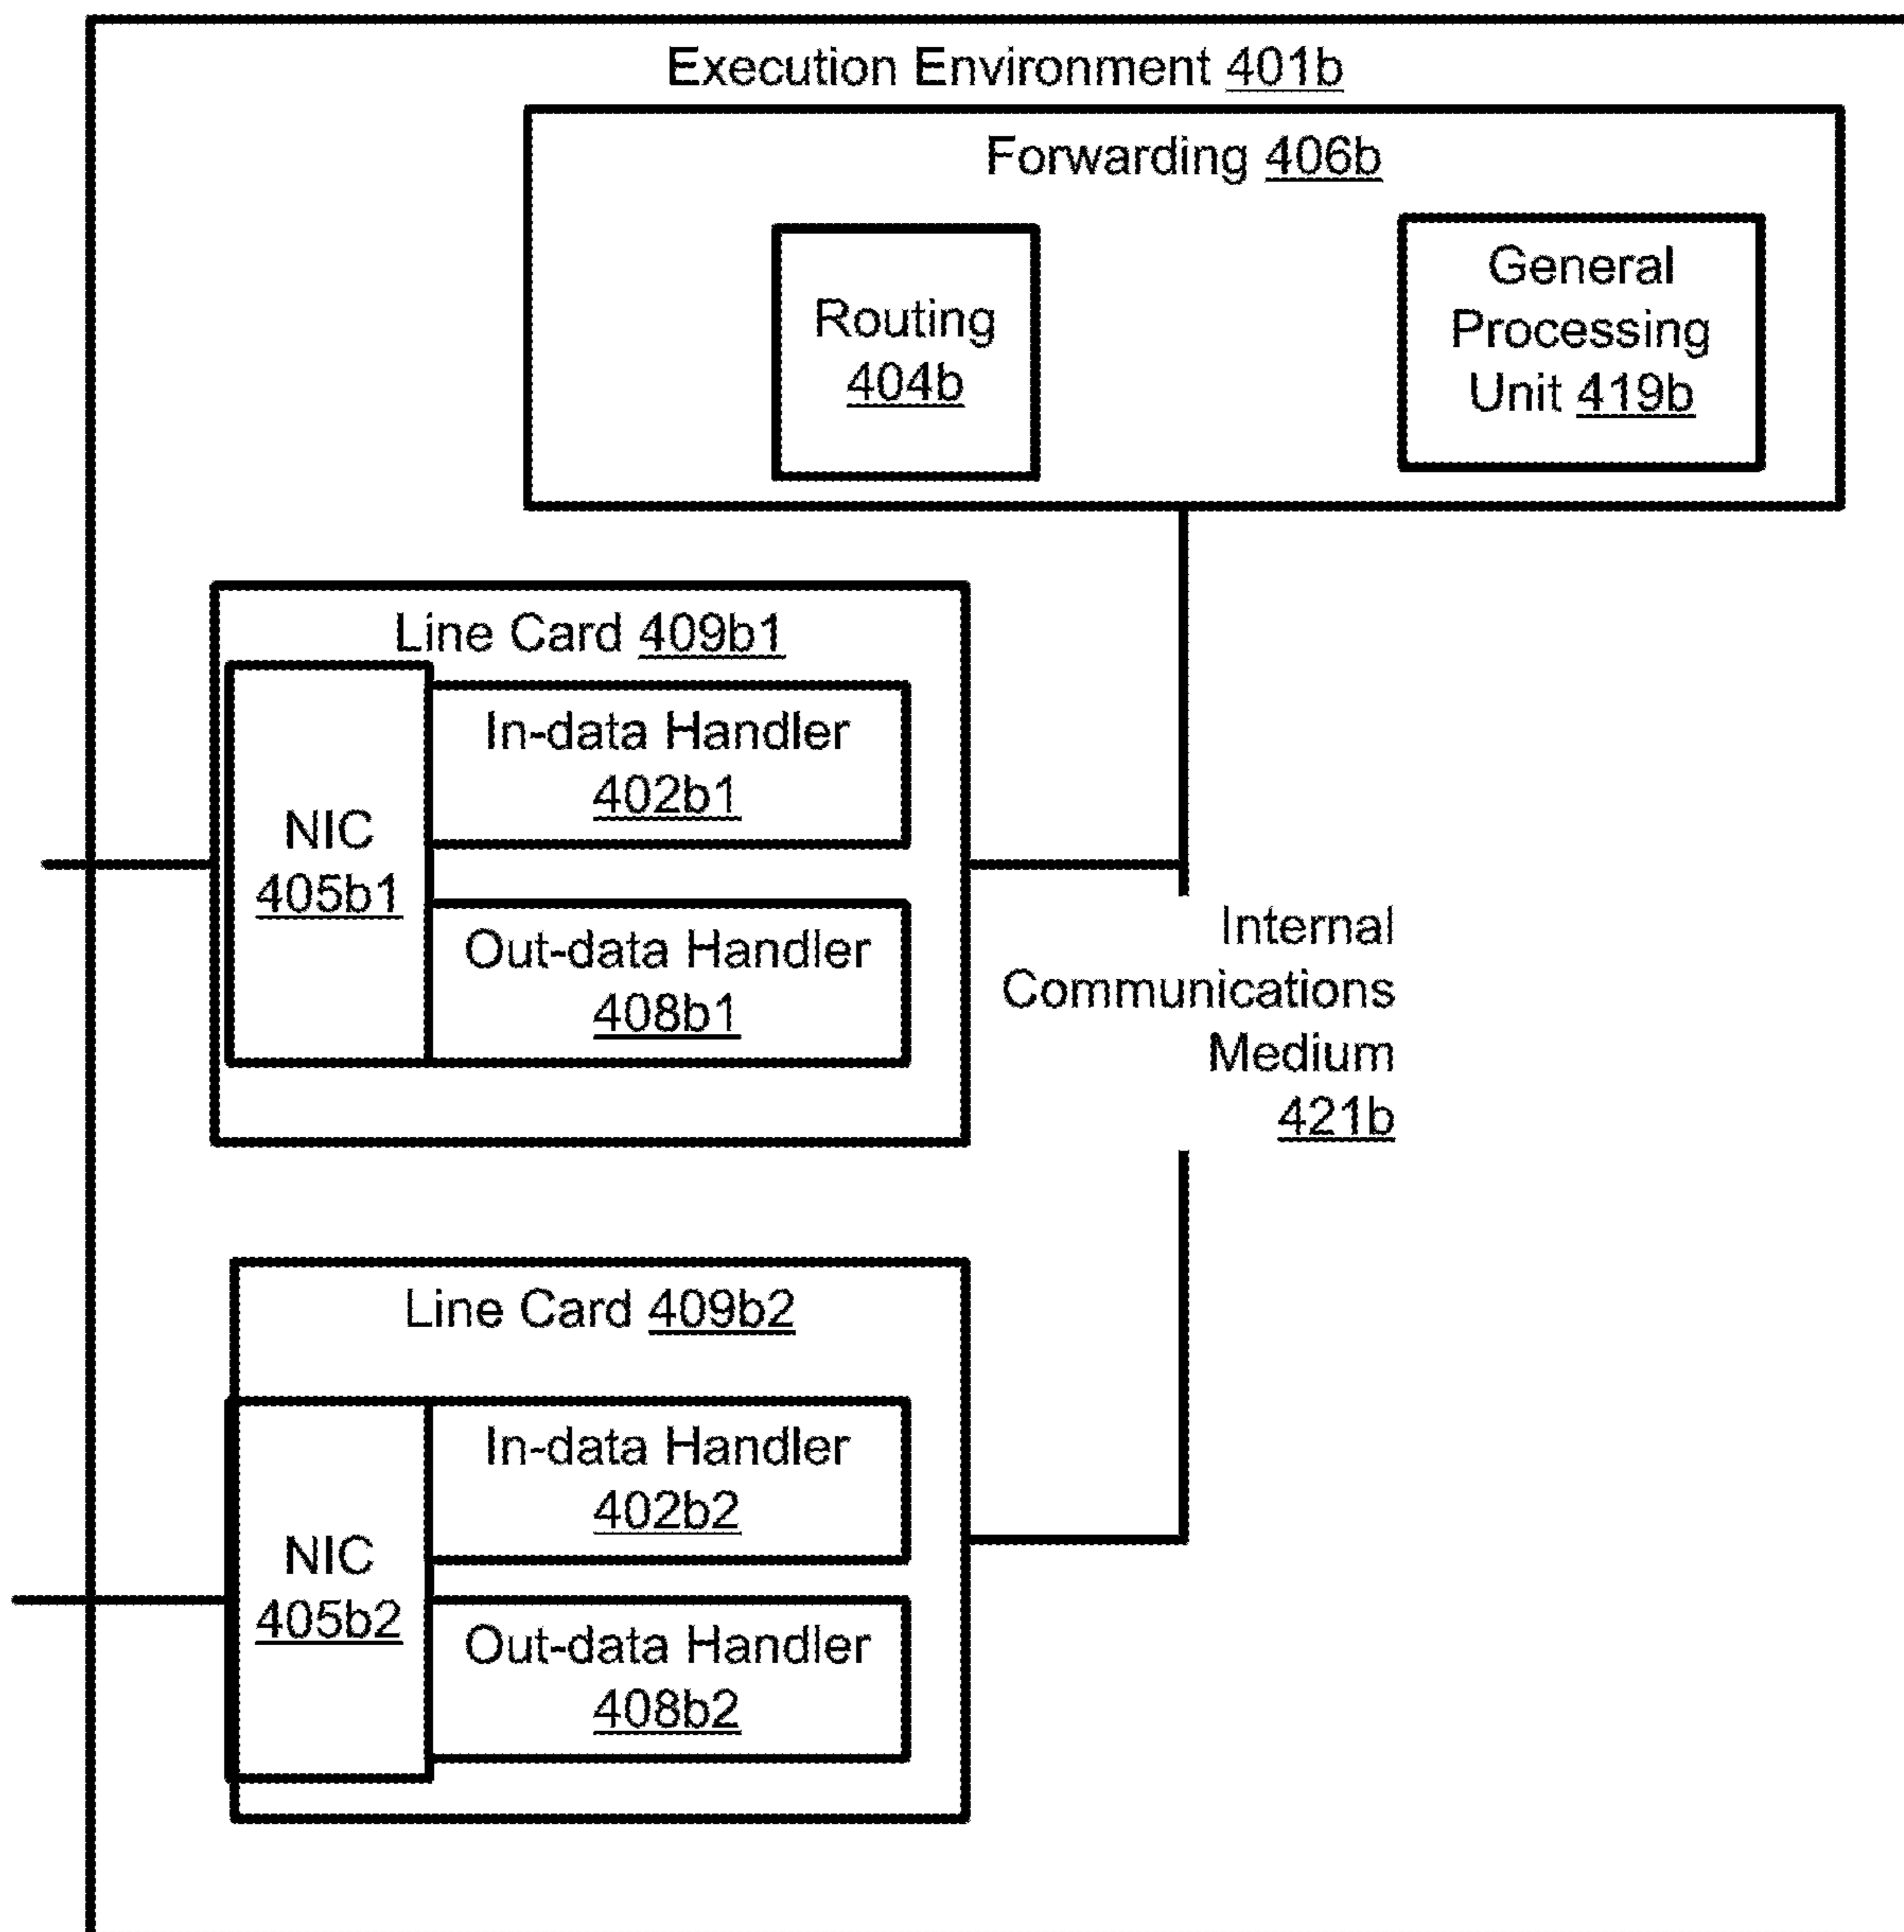 Execution Environment 401b
Forwarding 406b
Routing
404b
General
Processing
Unit 419b
Line Card 409b1
NIC
405b1
In-data Handler
402b1
Out-data Handler
408b1
Internal
Communications
Medium
421b
Line Card 409b2
NIC
405b2
In-data Handler
402b2
Out-data Handler
408b2